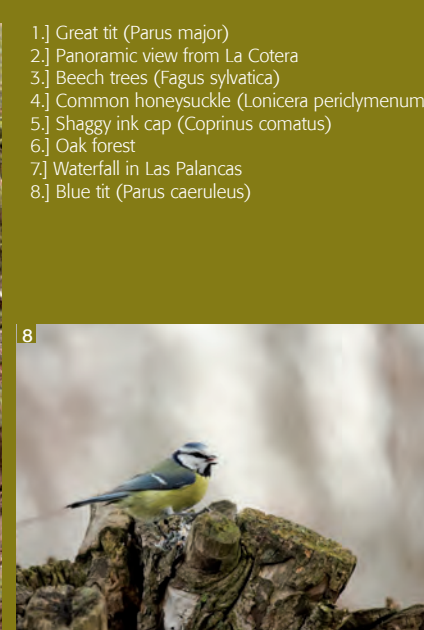 1.] Great tit (Parus major)
2.] Panoramic view from La Cotera
3.] Beech trees (Fagus sylvatica)
4.] Common honeysuckle (Lonicera periclymenum
5.] Shaggy ink cap (Coprinus comatus)
6.] Oak forest
7.] Waterfall in Las Palancas
8.] Blue tit (Parus caeruleus)
8